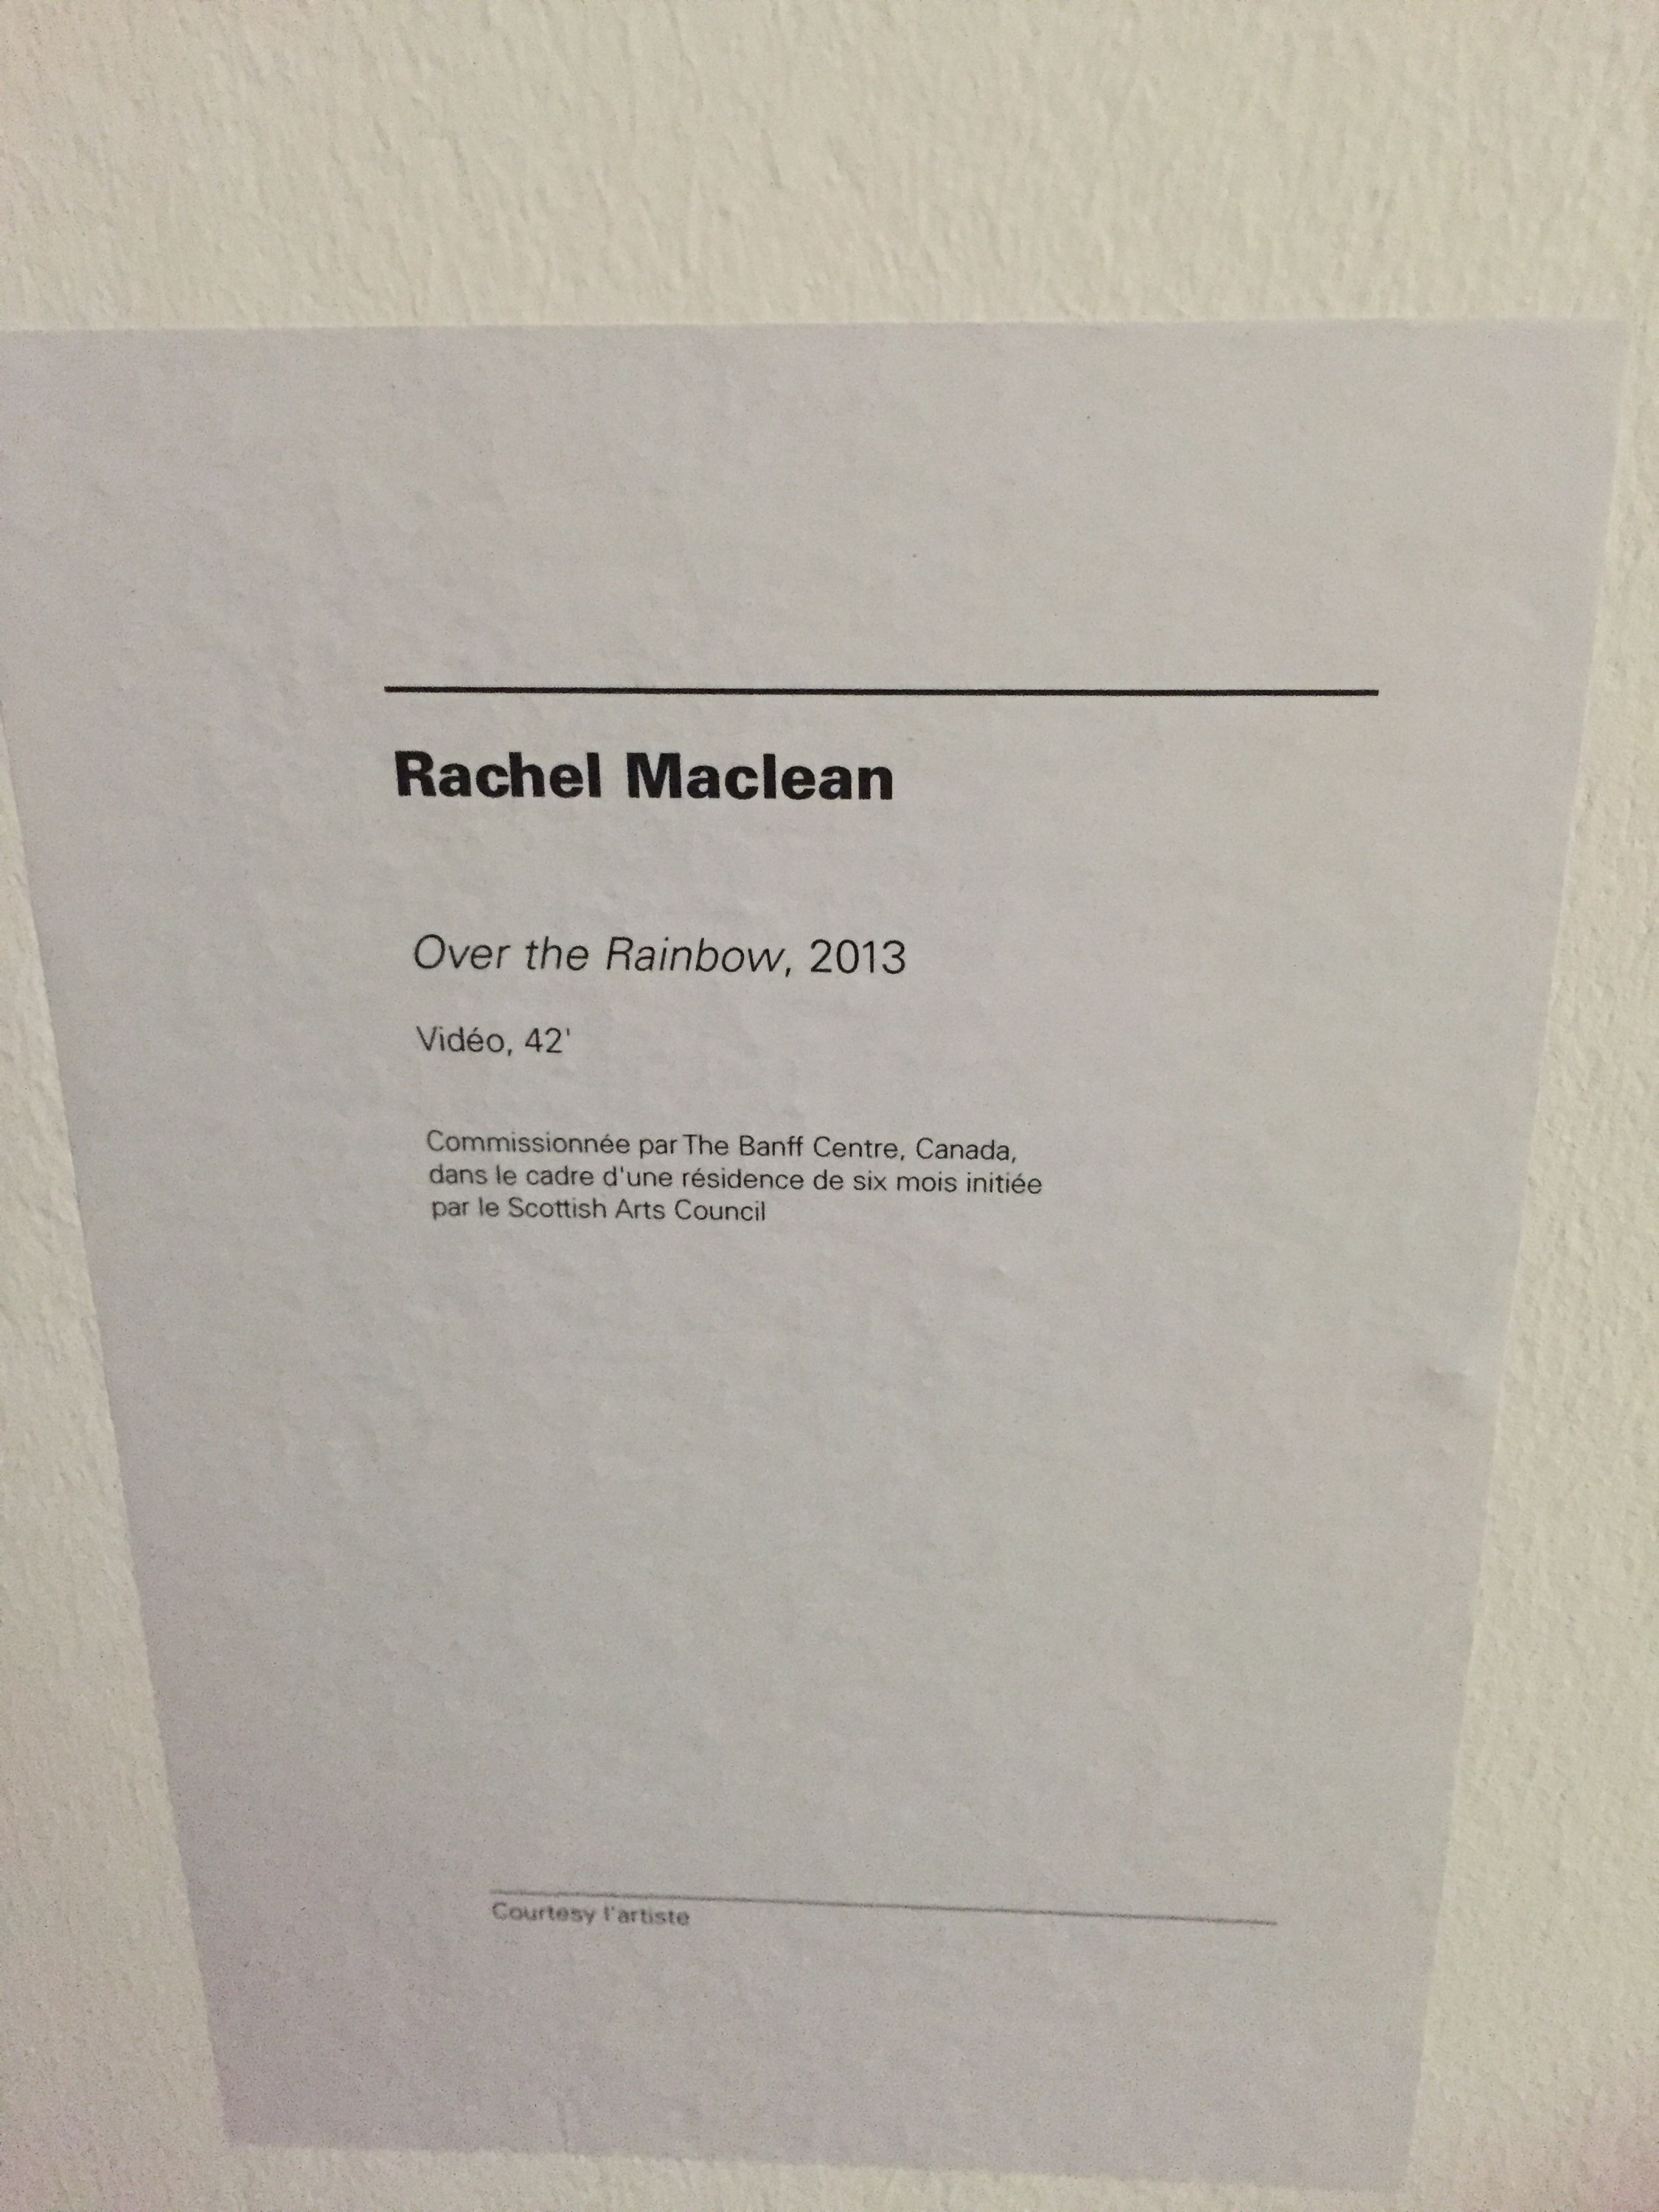 Rachel Maclean
Over the Rainbow, 2013
Vidéo, 42'
Commissionnée par The Banff Centre, Canada,
dans le cadre d'une résidence de six mois initiée
par le Scottish Arts Council
Courtesy l'artiste